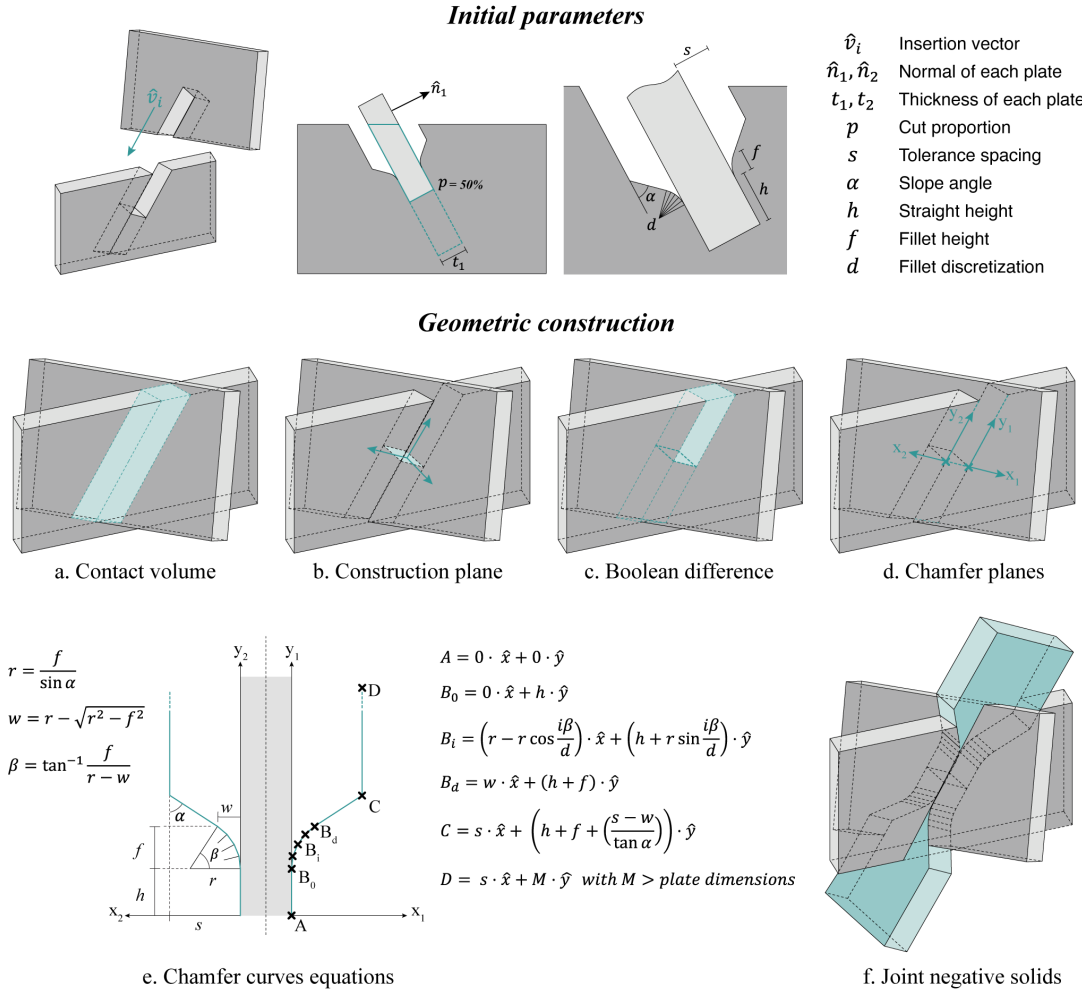 Initial parameters
v̂ᵢ
n̂₁
p = 50%
t₁
s
f
h
α
d
v̂ᵢ Insertion vector
n̂₁, n̂₂ Normal of each plate
t₁, t₂ Thickness of each plate
p Cut proportion
s Tolerance spacing
α Slope angle
h Straight height
f Fillet height
d Fillet discretization
Geometric construction
y₂
y₁
x₂
x₁
a. Contact volume
b. Construction plane
c. Boolean difference
d. Chamfer planes
r = f / sin α
w = r − √(r² − f²)
β = tan⁻¹ f / (r − w)
y₂
y₁
D
C
w
α
B_d
f
β
B_i
r
B₀
h
A
x₂
s
x₁
A = 0 · x̂ + 0 · ŷ
B₀ = 0 · x̂ + h · ŷ
B_i = (r − r cos iβ/d) · x̂ + (h + r sin iβ/d) · ŷ
B_d = w · x̂ + (h + f) · ŷ
C = s · x̂ + (h + f + ((s − w) / tan α)) · ŷ
D = s · x̂ + M · ŷ with M > plate dimensions
e. Chamfer curves equations
f. Joint negative solids